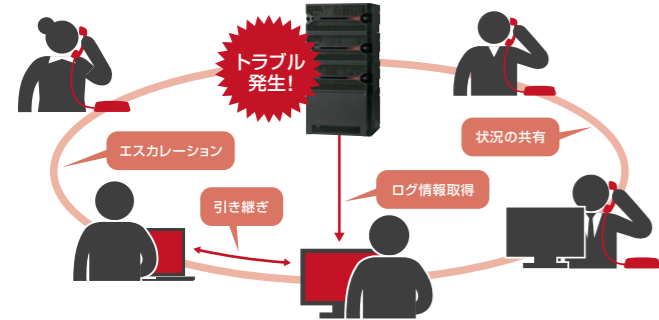 トラブル
発生!
エスカレーション
状況の共有
引き継ぎ
ログ情報取得